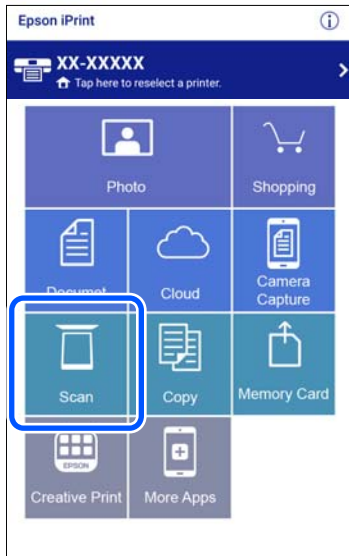 Epson iPrint
XX-XXXXX
Tap here to reselect a printer.
Photo
Shopping
Documet
Cloud
Camera
Capture
Scan
Copy
Memory Card
EPSON
Creative Print
More Apps